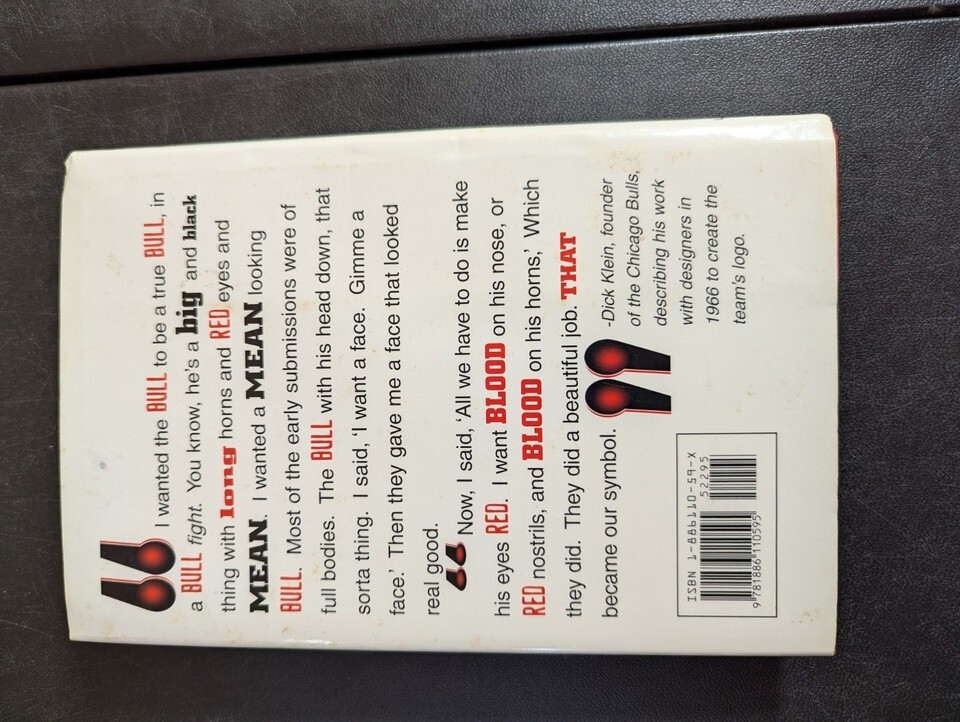 “ I wanted the BULL to be a true BULL, in
a BULL fight. You know, he's a big and black
thing with long horns and RED eyes and
MEAN. I wanted a MEAN looking
BULL. Most of the early submissions were of
full bodies. The BULL with his head down, that
sorta thing. I said, 'I want a face. Gimme a
face.' Then they gave me a face that looked
real good.
“ Now, I said, 'All we have to do is make
his eyes RED. I want BLOOD on his nose, or
RED nostrils, and BLOOD on his horns,' Which
they did. They did a beautiful job. THAT
became our symbol. ”
-Dick Klein, founder
of the Chicago Bulls,
describing his work
with designers in
1966 to create the
team's logo.
ISBN 1-886110-59-X
52295
9 781886 110595